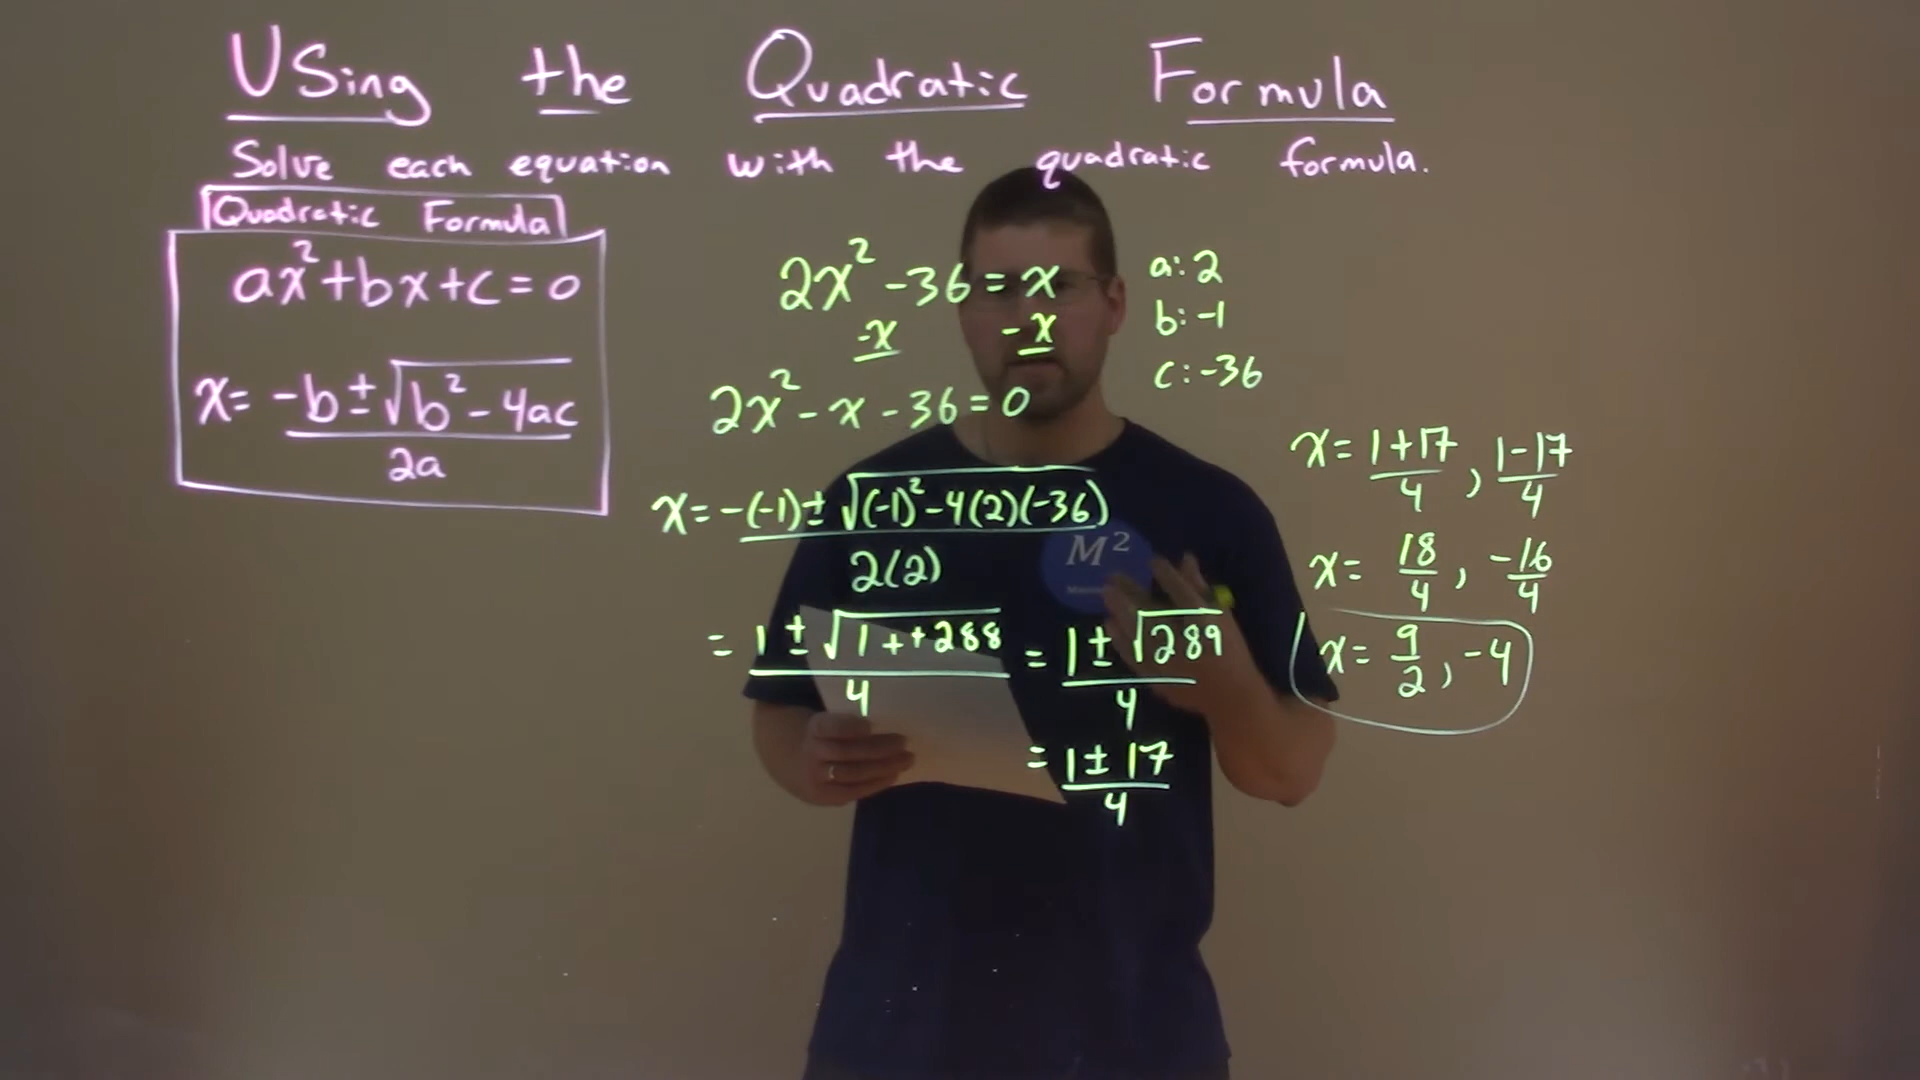 Using the Quadratic Formula
Solve each equation with the quadratic formula.
Quadratic Formula
ax²+bx+c=0
x= -b±√b²-4ac
2a
2x²-36=x
-x -x
2x²-x-36=0
a:2
b:-1
c:-36
x= -(-1)±√(-1)²-4(2)(-36)
2(2)
= 1±√1++288
4
= 1±√289
4
= 1±17
4
x= 1+17/4, 1-17/4
x= 18/4, -16/4
x= 9/2, -4
M²